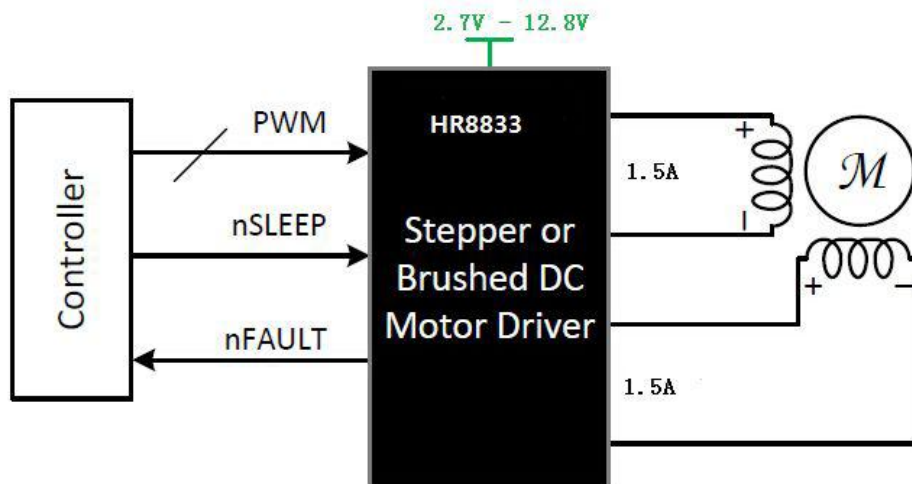 2.7V - 12.8V
Controller
PWM
nSLEEP
nFAULT
HR8833
Stepper or
Brushed DC
Motor Driver
+
1.5A
-
M
+ -
1.5A